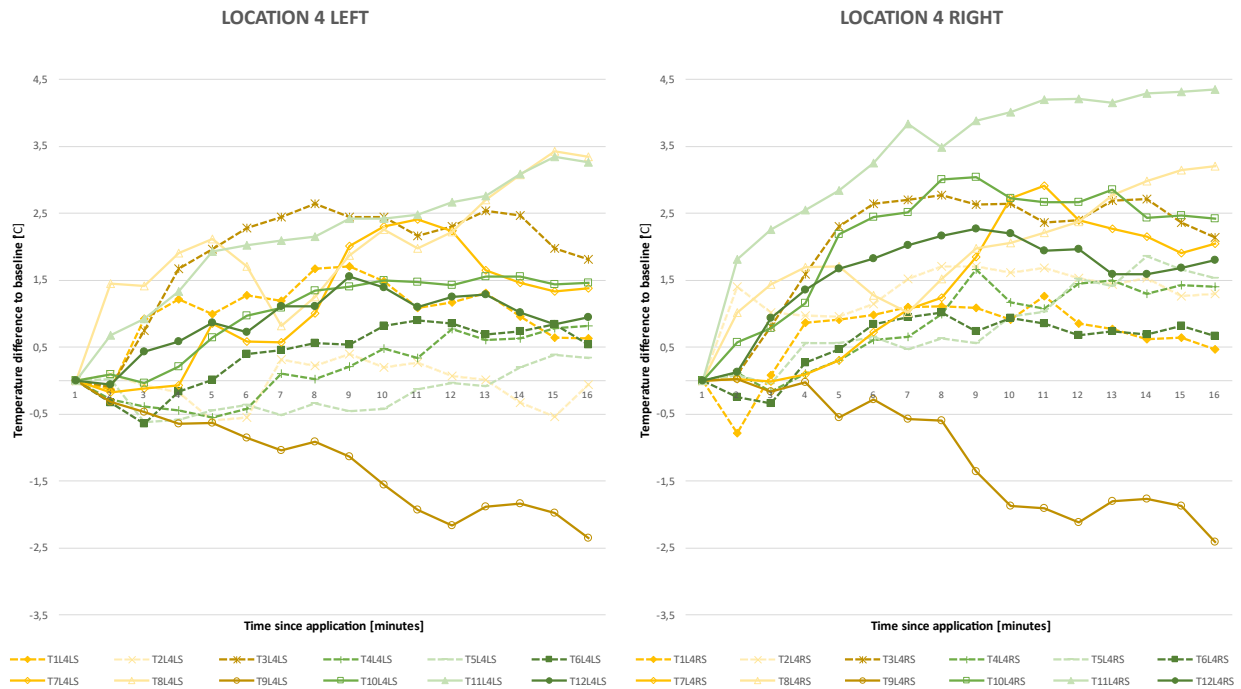 LOCATION 4 LEFT
4,5
3,5
2,5
1,5
0,5
-0,5
-1,5
-2,5
-3,5
Temperature difference to baseline [C]
1 2 3 4 5 6 7 8 9 10 11 12 13 14 15 16
Time since application [minutes]
T1L4LS T2L4LS T3L4LS T4L4LS T5L4LS T6L4LS
T7L4LS T8L4LS T9L4LS T10L4LS T11L4LS T12L4LS
LOCATION 4 RIGHT
4,5
3,5
2,5
1,5
0,5
-0,5
-1,5
-2,5
-3,5
Temperature difference to baseline [C]
1 2 3 4 5 6 7 8 9 10 11 12 13 14 15 16
Time since application [minutes]
T1L4RS T2L4RS T3L4RS T4L4RS T5L4RS T6L4RS
T7L4RS T8L4RS T9L4RS T10L4RS T11L4RS T12L4RS